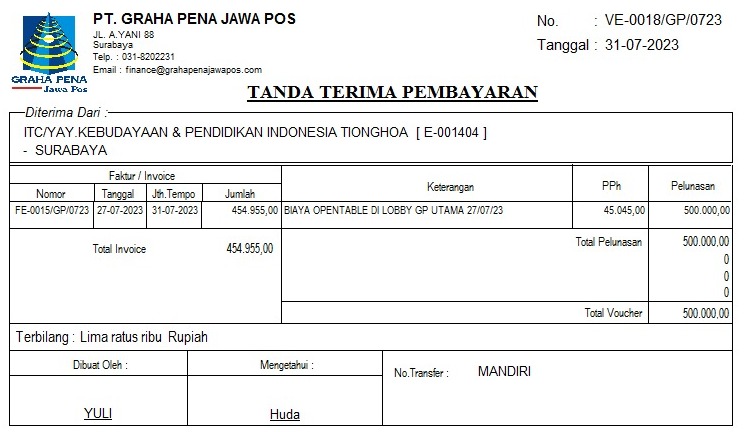 GRAHA PENA
Jawa Pos
PT. GRAHA PENA JAWA POS
JL. A.YANI 88
Surabaya
Telp. : 031-8202231
Email : finance@grahapenajawapos.com
No. : VE-0018/GP/0723
Tanggal : 31-07-2023
TANDA TERIMA PEMBAYARAN
Diterima Dari :
ITC/YAY.KEBUDAYAAN & PENDIDIKAN INDONESIA TIONGHOA [ E-001404 ]
- SURABAYA
Faktur / Invoice
Nomor Tanggal Jth.Tempo Jumlah Keterangan PPh Pelunasan
FE-0015/GP/0723 27-07-2023 31-07-2023 454.955,00 BIAYA OPENTABLE DI LOBBY GP UTAMA 27/07/23 45.045,00 500.000,00
Total Invoice 454.955,00 Total Pelunasan 500.000,00
0
0
0
Total Voucher 500.000,00
Terbilang : Lima ratus ribu Rupiah
Dibuat Oleh : Mengetahui : No.Transfer : MANDIRI
YULI Huda